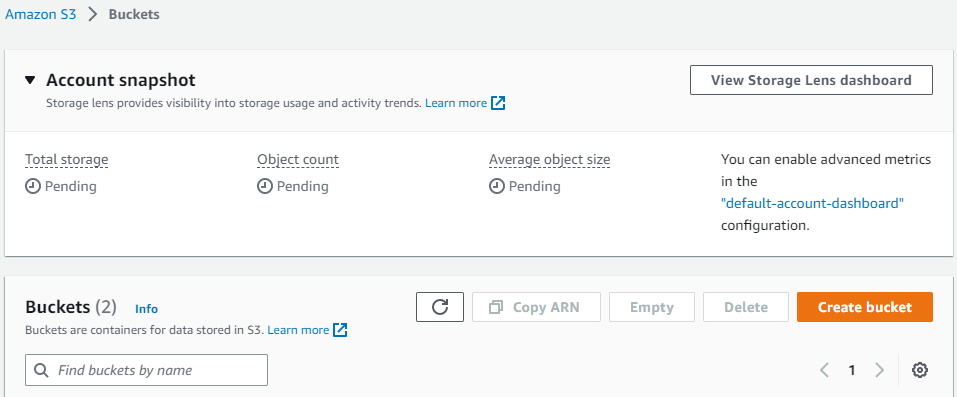 Amazon S3 > Buckets
Account snapshot
View Storage Lens dashboard
Storage lens provides visibility into storage usage and activity trends. Learn more
Total storage
Object count
Average object size
Pending
Pending
Pending
You can enable advanced metrics
in the
"default-account-dashboard"
configuration.
Buckets (2) Info
Copy ARN
Empty
Delete
Create bucket
Buckets are containers for data stored in S3. Learn more
Find buckets by name
1